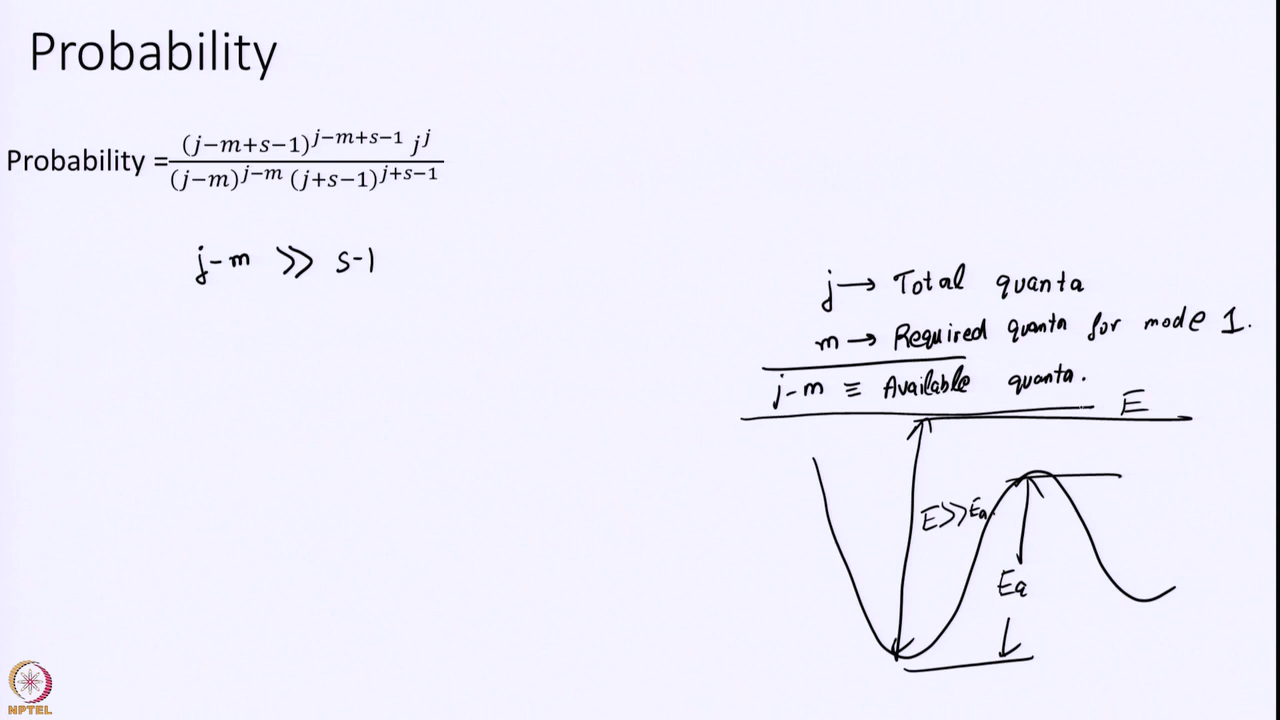 Probability
Probability = \frac{(j-m+s-1)^{j-m+s-1} j^j}{(j-m)^{j-m} (j+s-1)^{j+s-1}}
j-m >> s-1
j → Total quanta
m → Required quanta for mode 1.
j-m ≡ Available quanta.
E
E>>Ea
Ea
NPTEL